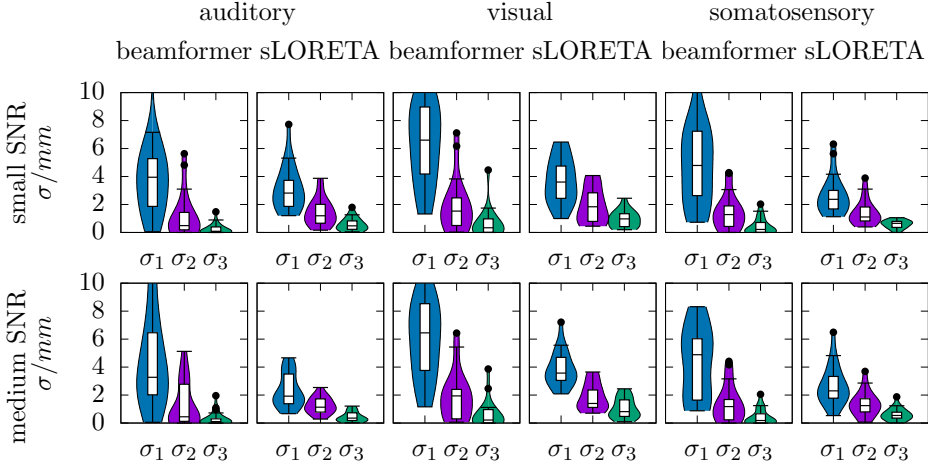 auditory visual somatosensory
beamformer sLORETA beamformer sLORETA beamformer sLORETA
small SNR
σ/mm
10
8
6
4
2
0
σ₁ σ₂ σ₃ σ₁ σ₂ σ₃ σ₁ σ₂ σ₃ σ₁ σ₂ σ₃ σ₁ σ₂ σ₃ σ₁ σ₂ σ₃
medium SNR
σ/mm
10
8
6
4
2
0
σ₁ σ₂ σ₃ σ₁ σ₂ σ₃ σ₁ σ₂ σ₃ σ₁ σ₂ σ₃ σ₁ σ₂ σ₃ σ₁ σ₂ σ₃